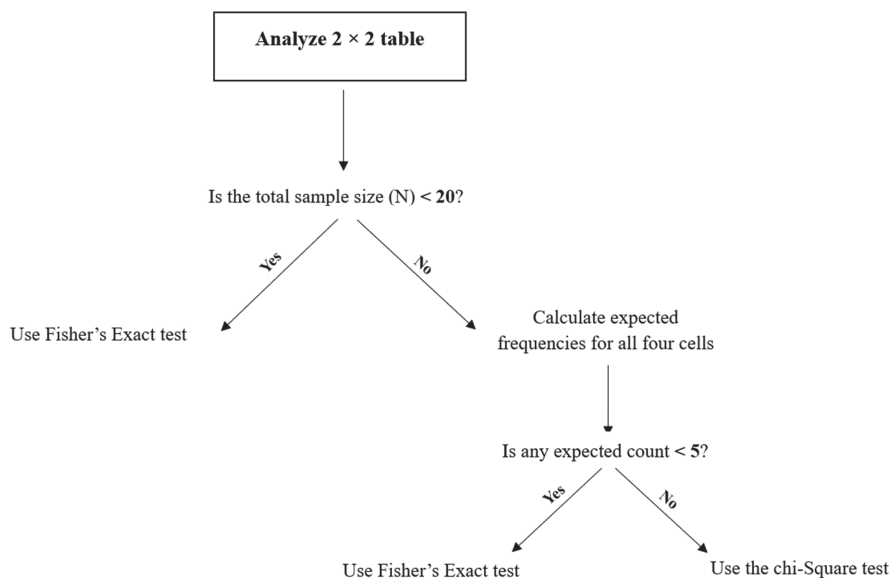 Analyze 2 × 2 table
Is the total sample size (N) < 20?
Yes
No
Use Fisher’s Exact test
Calculate expected
frequencies for all four cells
Is any expected count < 5?
Yes
No
Use Fisher’s Exact test
Use the chi-Square test